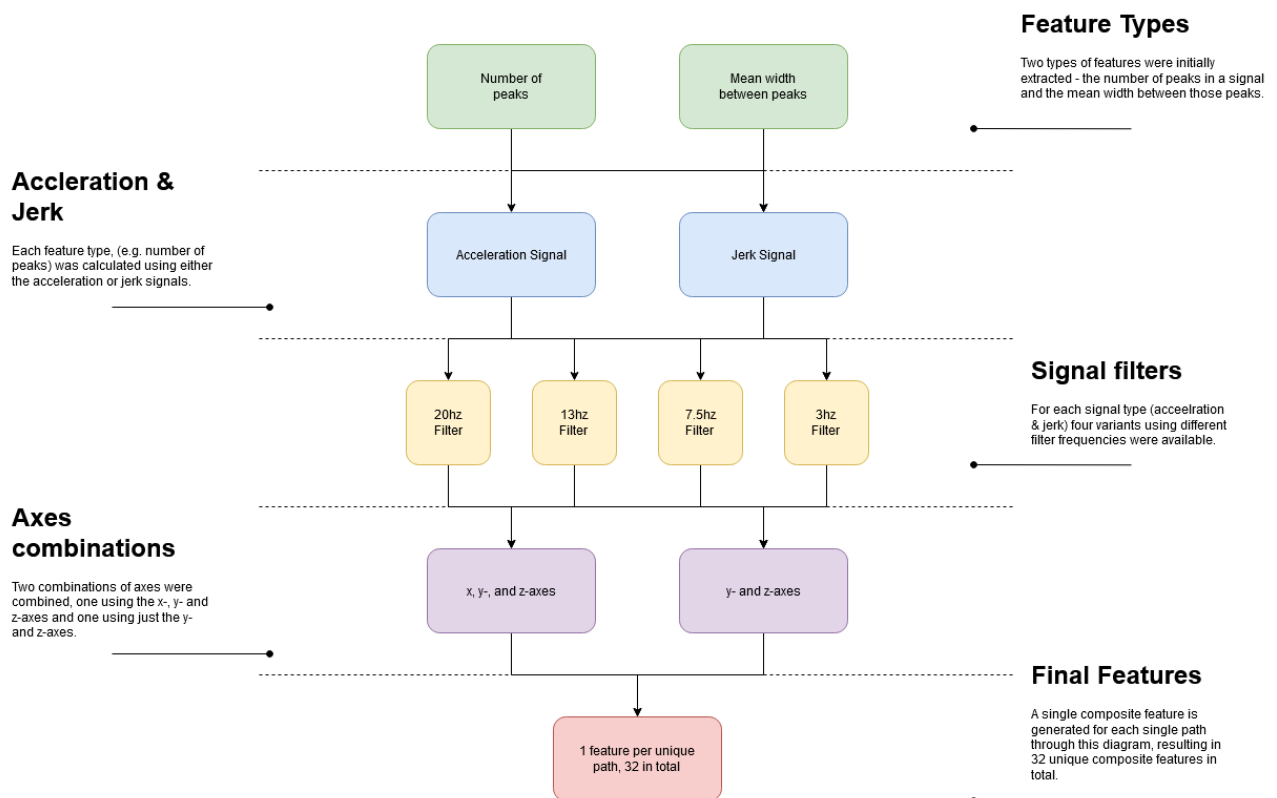 Feature Types
Two types of features were initially
extracted - the number of peaks in a signal
and the mean width between those peaks.
Number of
peaks
Mean width
between peaks
Accleration &
Jerk
Each feature type, (e.g. number of
peaks) was calculated using either
the acceleration or jerk signals.
Acceleration Signal
Jerk Signal
Signal filters
For each signal type (acceelration
& jerk) four variants using different
filter frequencies were available.
20hz
Filter
13hz
Filter
7.5hz
Filter
3hz
Filter
Axes
combinations
Two combinations of axes were
combined, one using the x-, y- and
z-axes and one using just the y-
and z-axes.
x, y-, and z-axes
y- and z-axes
Final Features
A single composite feature is
generated for each single path
through this diagram, resulting in
32 unique composite features in
total.
1 feature per unique
path, 32 in total